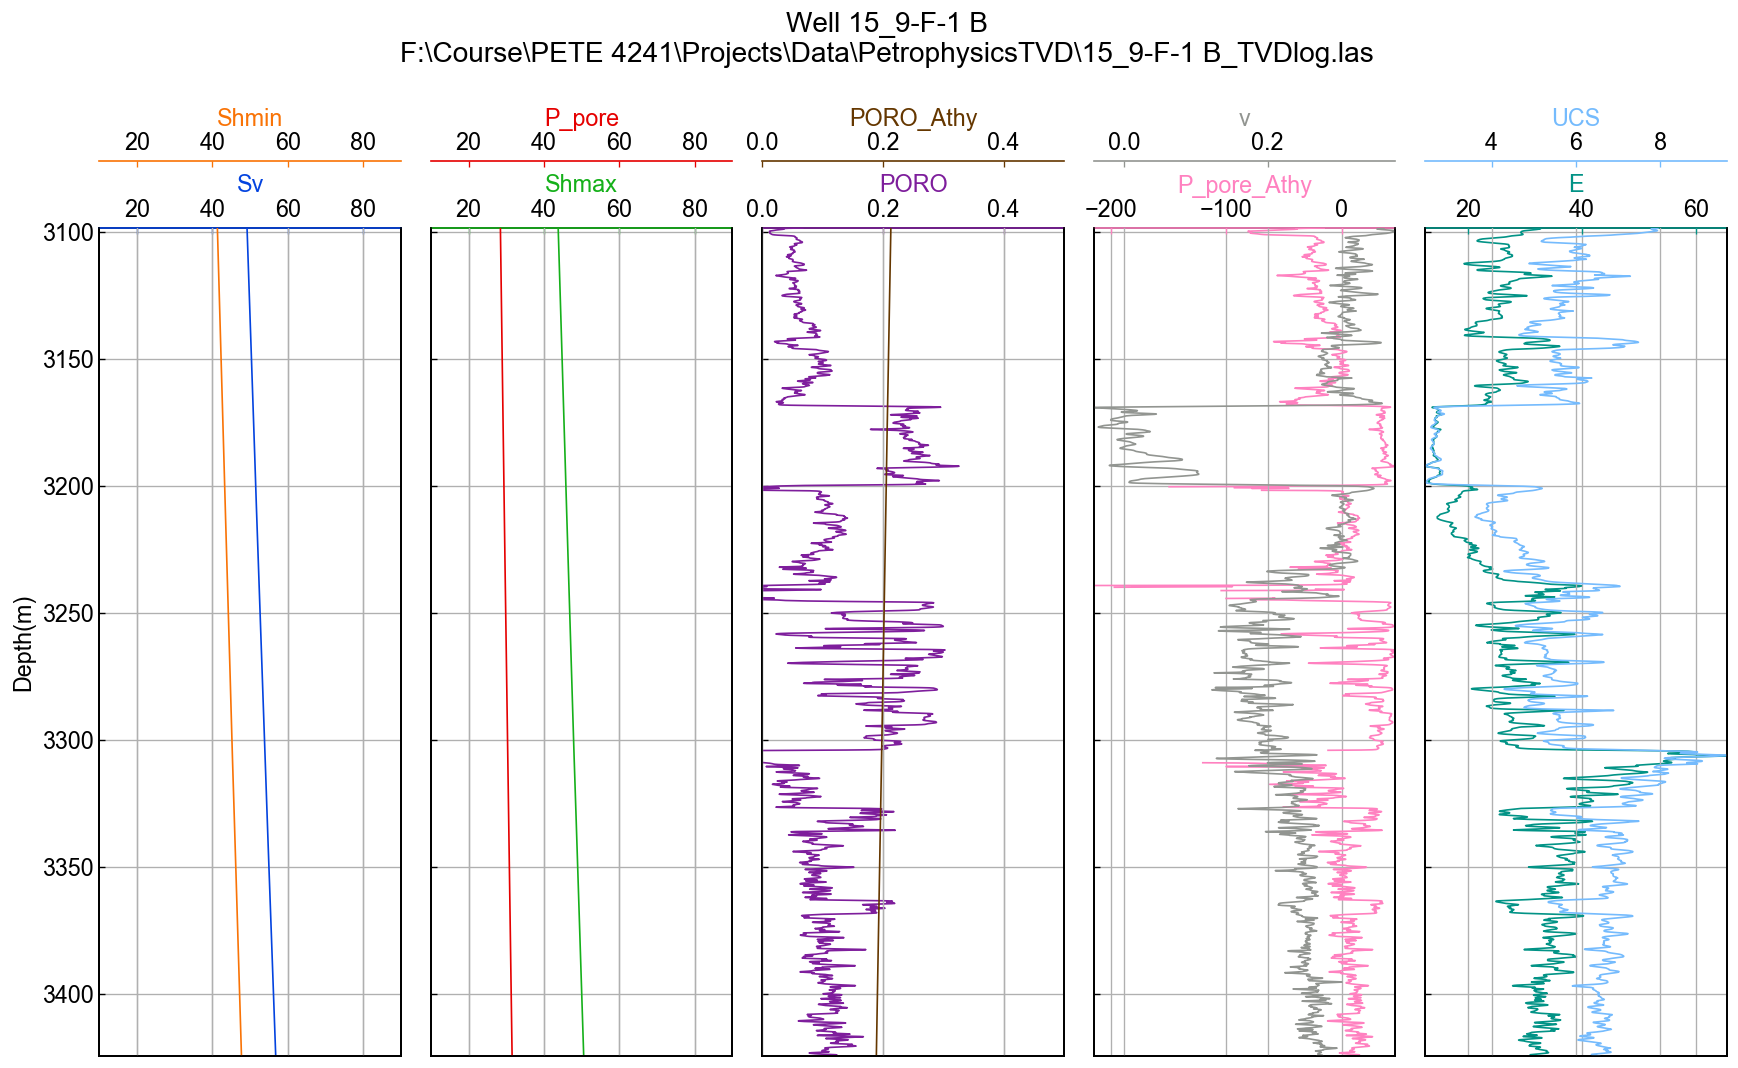 Well 15_9-F-1 B
F:\Course\PETE 4241\Projects\Data\PetrophysicsTVD\15_9-F-1 B_TVDlog.las
Shmin
20 40 60 80
Sv
20 40 60 80
P_pore
20 40 60 80
Shmax
20 40 60 80
PORO_Athy
0.0 0.2 0.4
PORO
0.0 0.2 0.4
v
0.0 0.2
P_pore_Athy
−200 −100 0
UCS
4 6 8
E
20 40 60
Depth(m)
3100
3150
3200
3250
3300
3350
3400